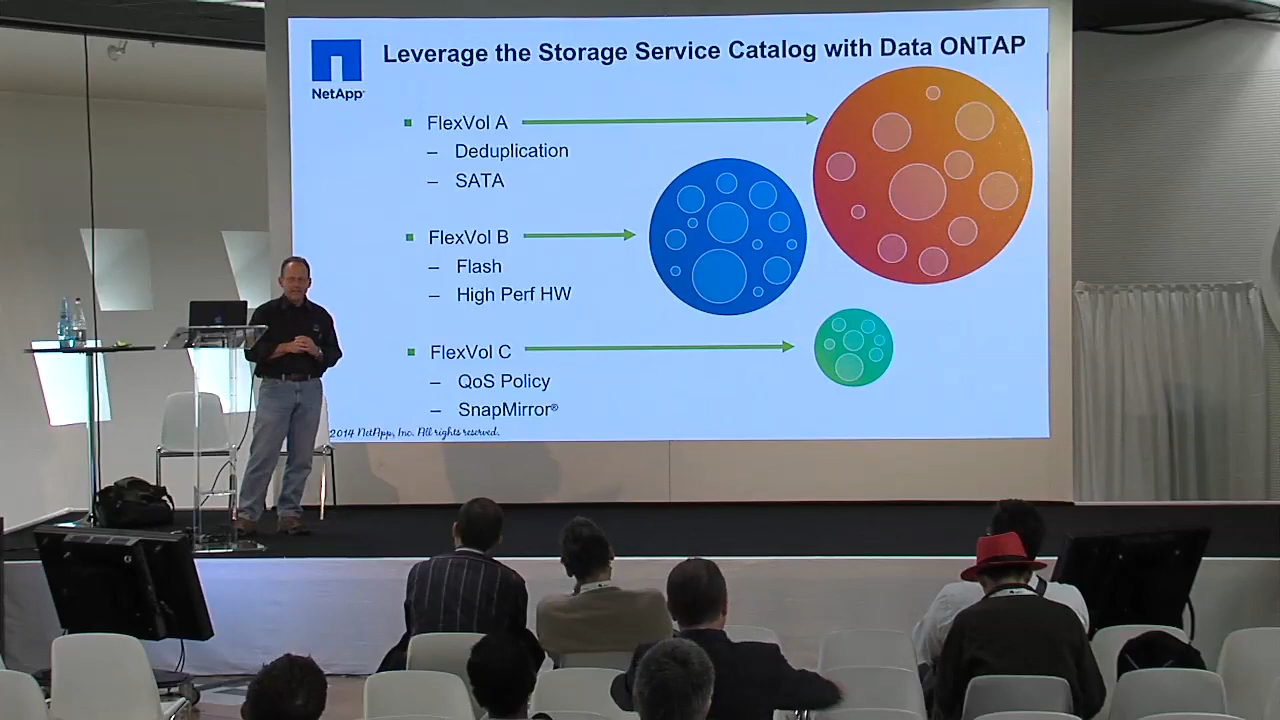 Leverage the Storage Service Catalog with Data ONTAP
NetApp
FlexVol A
– Deduplication
– SATA
FlexVol B
– Flash
– High Perf HW
FlexVol C
– QoS Policy
– SnapMirror®
2014 NetApp, Inc. All rights reserved.